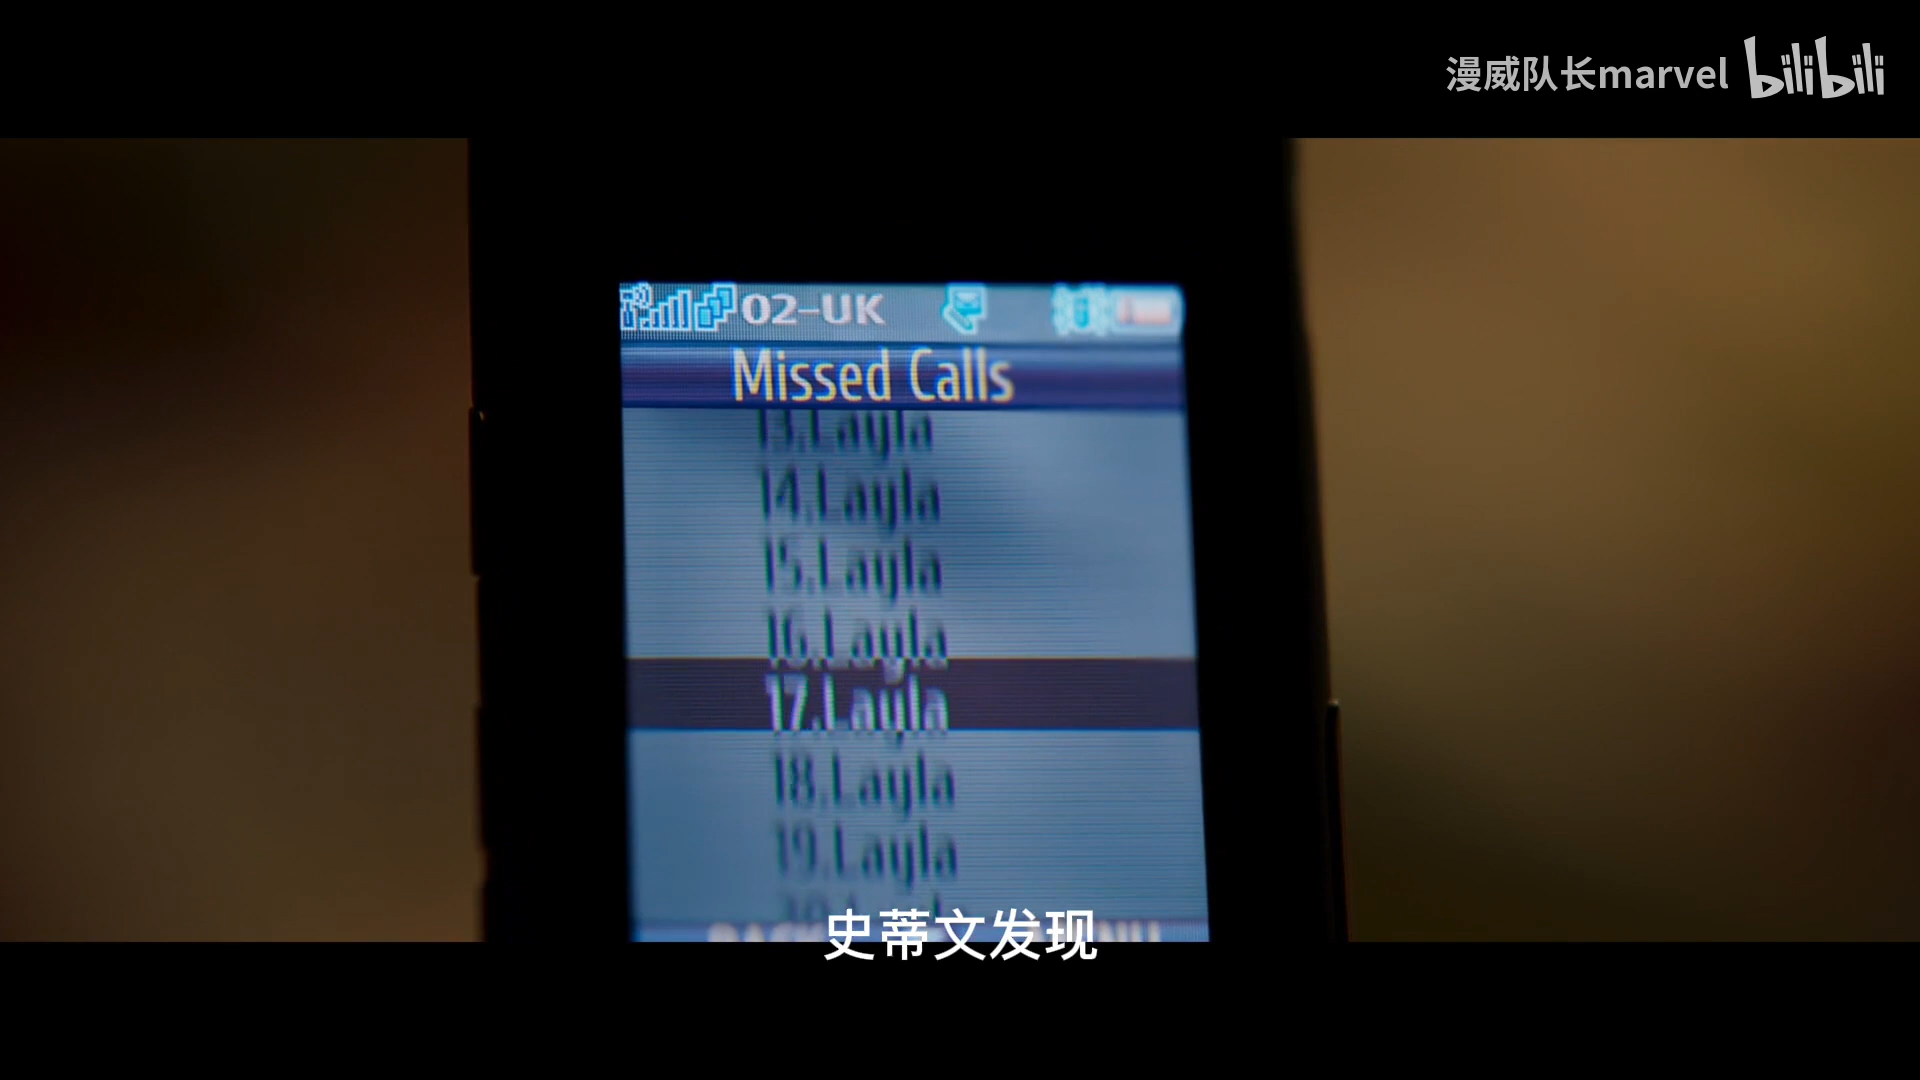 漫威队长marvel bilibili
02-UK
Missed Calls
13.Layla
14.Layla
15.Layla
16.Layla
17.Layla
18.Layla
19.Layla
史蒂文发现